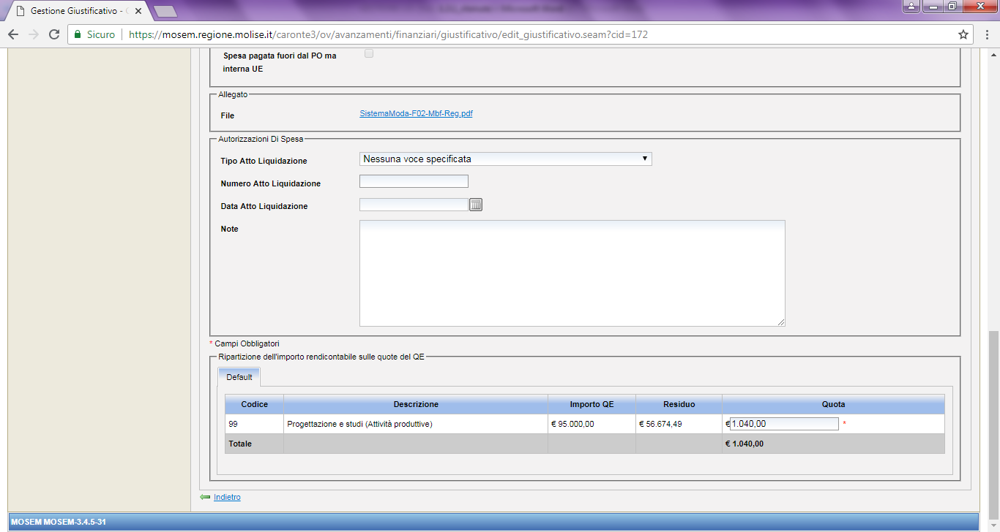 Gestione Giustificativo - C
Sicuro https://mosem.regione.molise.it/caronte3/ov/avanzamenti/finanziari/giustificativo/edit_giustificativo.seam?cid=172
Spesa pagata fuori dal PO ma
interna UE
Allegato
File SistemaModa-F02-Mbf-Reg.pdf
Autorizzazioni Di Spesa
Tipo Atto Liquidazione Nessuna voce specificata
Numero Atto Liquidazione
Data Atto Liquidazione
Note
* Campi Obbligatori
Ripartizione dell'importo rendicontabile sulle quote del QE
Default
Codice Descrizione Importo QE Residuo Quota
99 Progettazione e studi (Attività produttive) € 95.000,00 € 56.674,49 € 1.040,00 *
Totale € 1.040,00
Indietro
MOSEM MOSEM-3.4.5-31